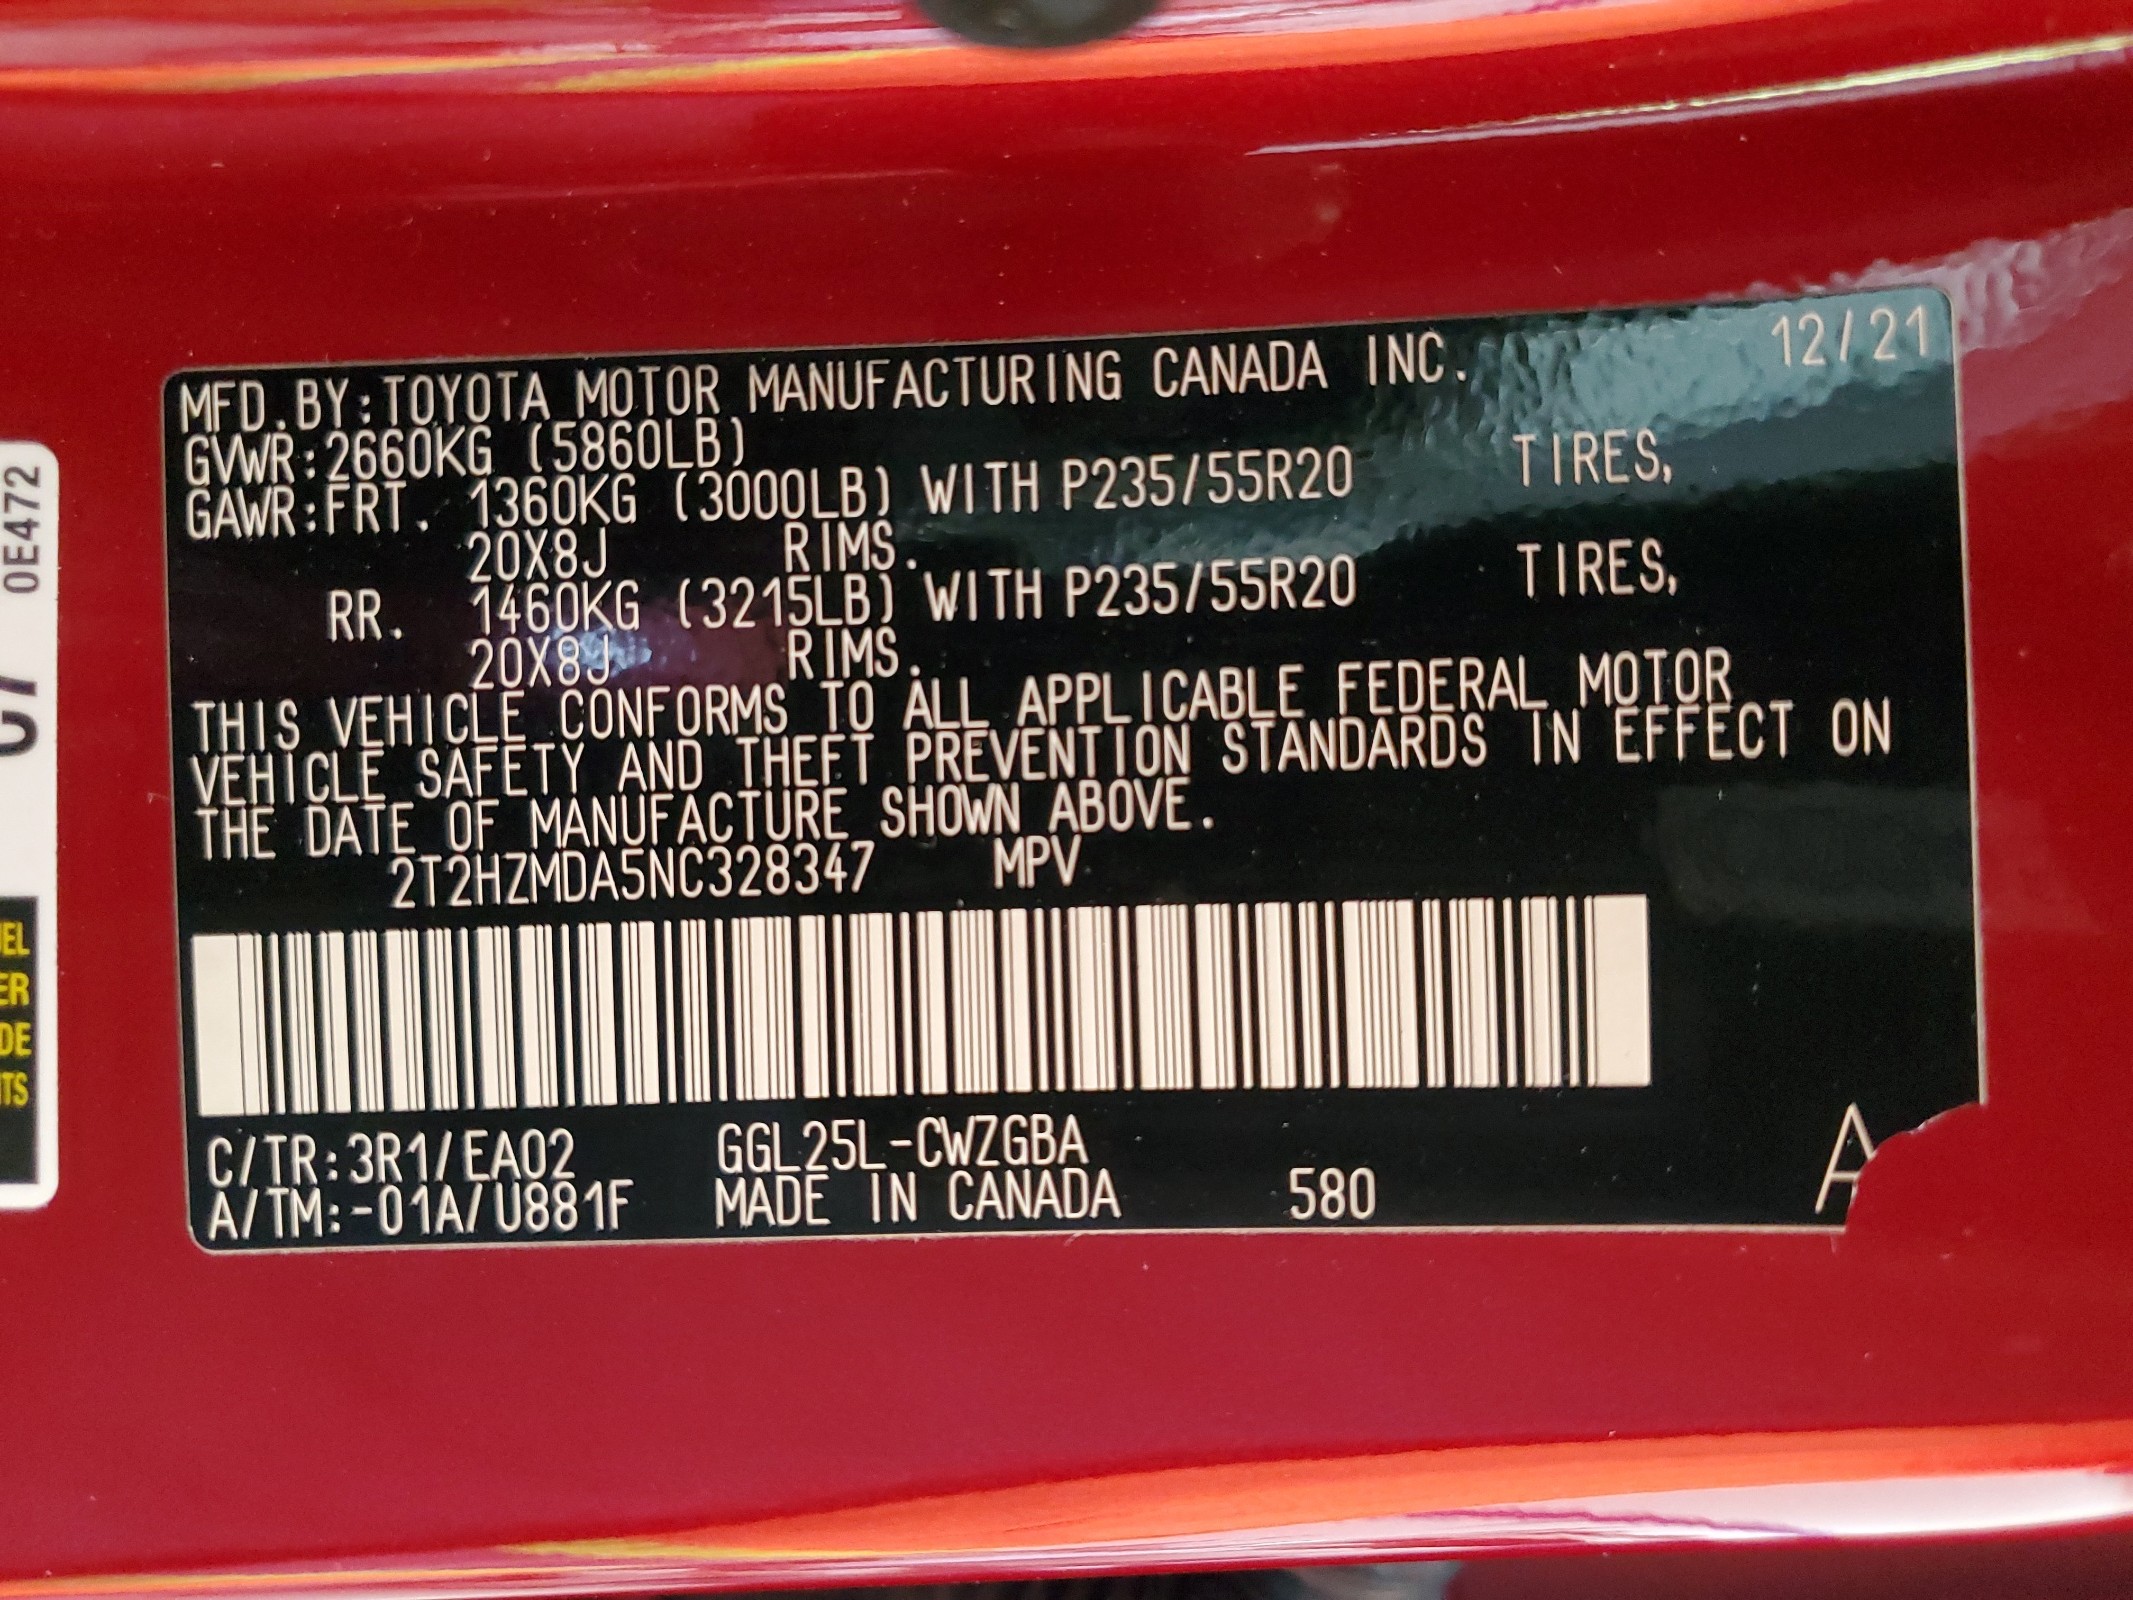 MFD.BY:TOYOTA MOTOR MANUFACTURING CANADA INC. 12/21
GVWR:2660KG (5860LB)
GAWR:FRT. 1360KG (3000LB) WITH P235/55R20 TIRES,
20X8J RIMS.
RR. 1460KG (3215LB) WITH P235/55R20 TIRES,
20X8J RIMS.
THIS VEHICLE CONFORMS TO ALL APPLICABLE FEDERAL MOTOR
VEHICLE SAFETY AND THEFT PREVENTION STANDARDS IN EFFECT ON
THE DATE OF MANUFACTURE SHOWN ABOVE.
2T2HZMDA5NC328347 MPV
C/TR:3R1/EA02 GGL25L-CWZGBA
A/TM:-01A/U881F MADE IN CANADA 580 A
0E472